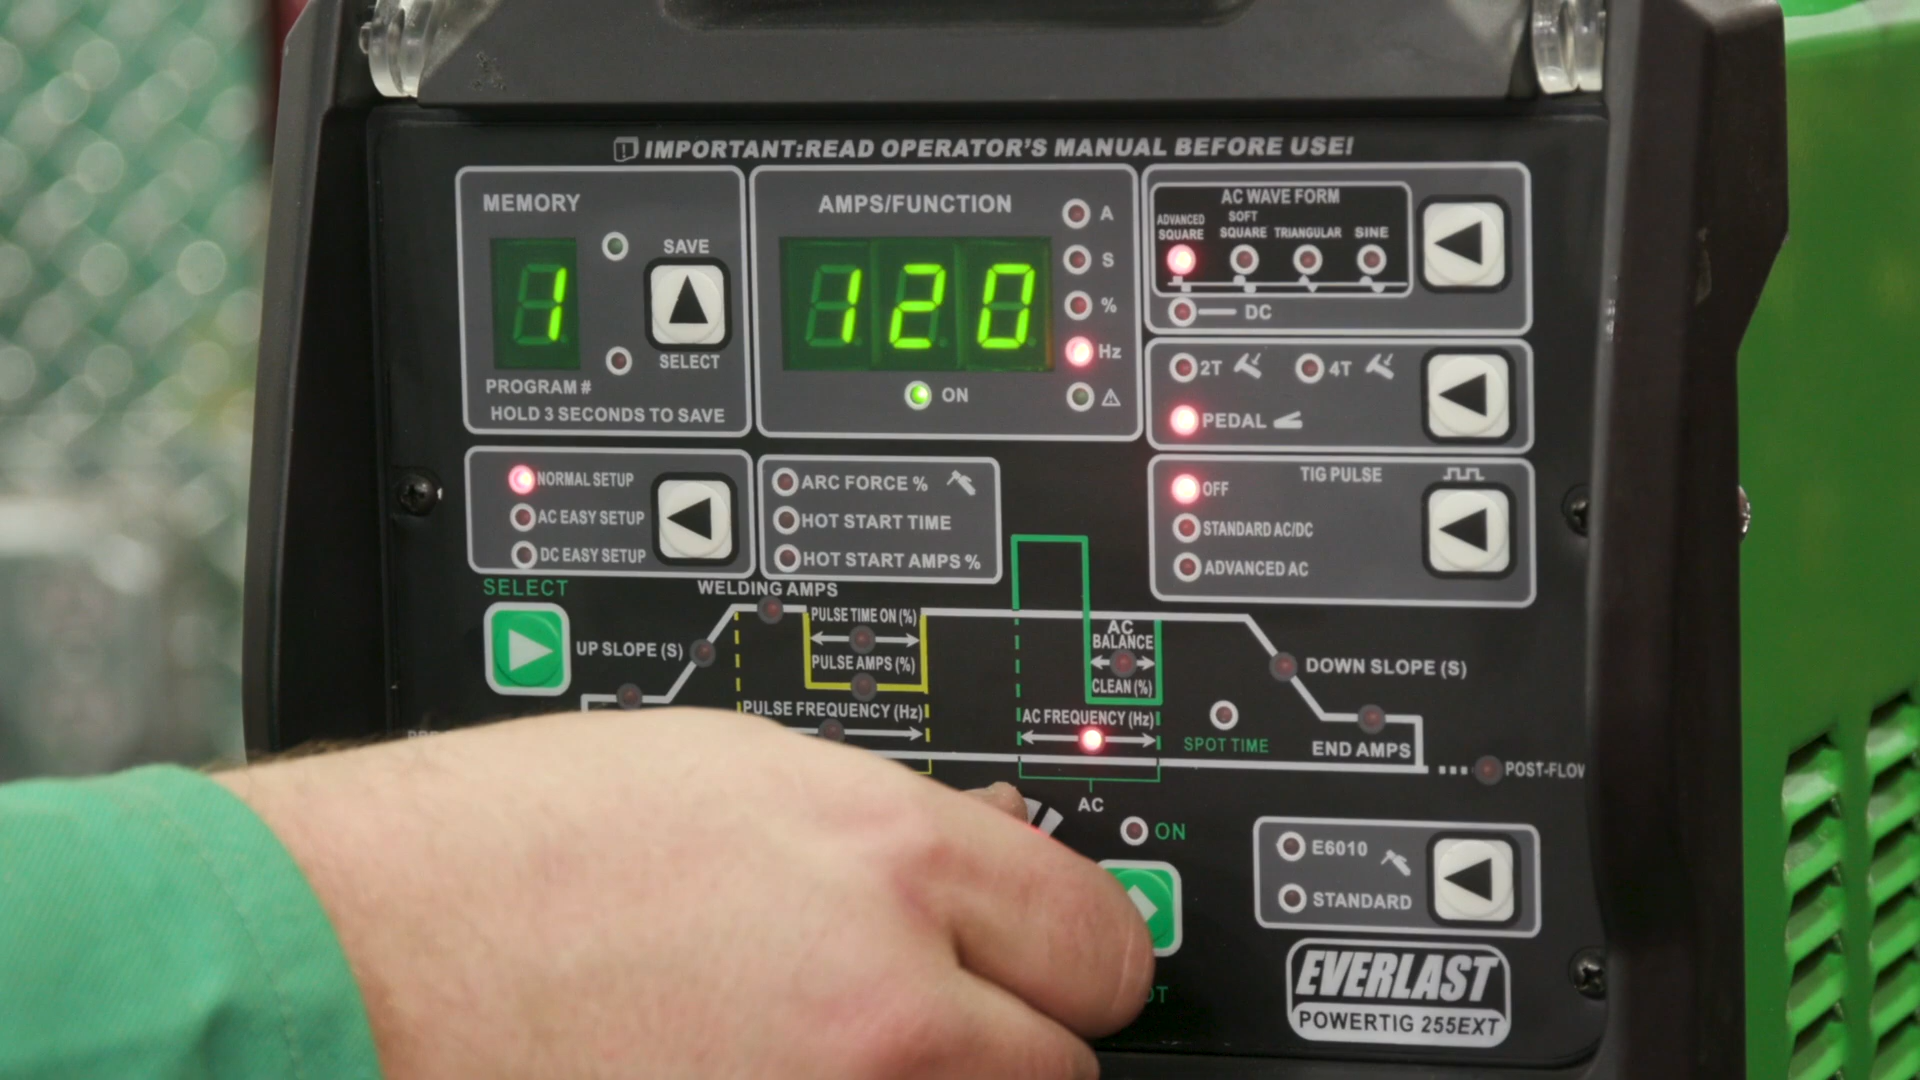 IMPORTANT:READ OPERATOR'S MANUAL BEFORE USE!
MEMORY
SAVE
1
SELECT
PROGRAM #
HOLD 3 SECONDS TO SAVE
AMPS/FUNCTION
120
A
S
%
Hz
ON
AC WAVE FORM
ADVANCED SQUARE
SOFT SQUARE
TRIANGULAR
SINE
DC
2T
4T
PEDAL
NORMAL SETUP
AC EASY SETUP
DC EASY SETUP
ARC FORCE %
HOT START TIME
HOT START AMPS %
TIG PULSE
OFF
STANDARD AC/DC
ADVANCED AC
SELECT
WELDING AMPS
UP SLOPE (S)
PULSE TIME ON (%)
PULSE AMPS (%)
PULSE FREQUENCY (Hz)
AC
BALANCE
CLEAN (%)
AC FREQUENCY (Hz)
AC
SPOT TIME
DOWN SLOPE (S)
END AMPS
POST-FLOW
ON
E6010
STANDARD
EVERLAST
POWERTIG 255EXT